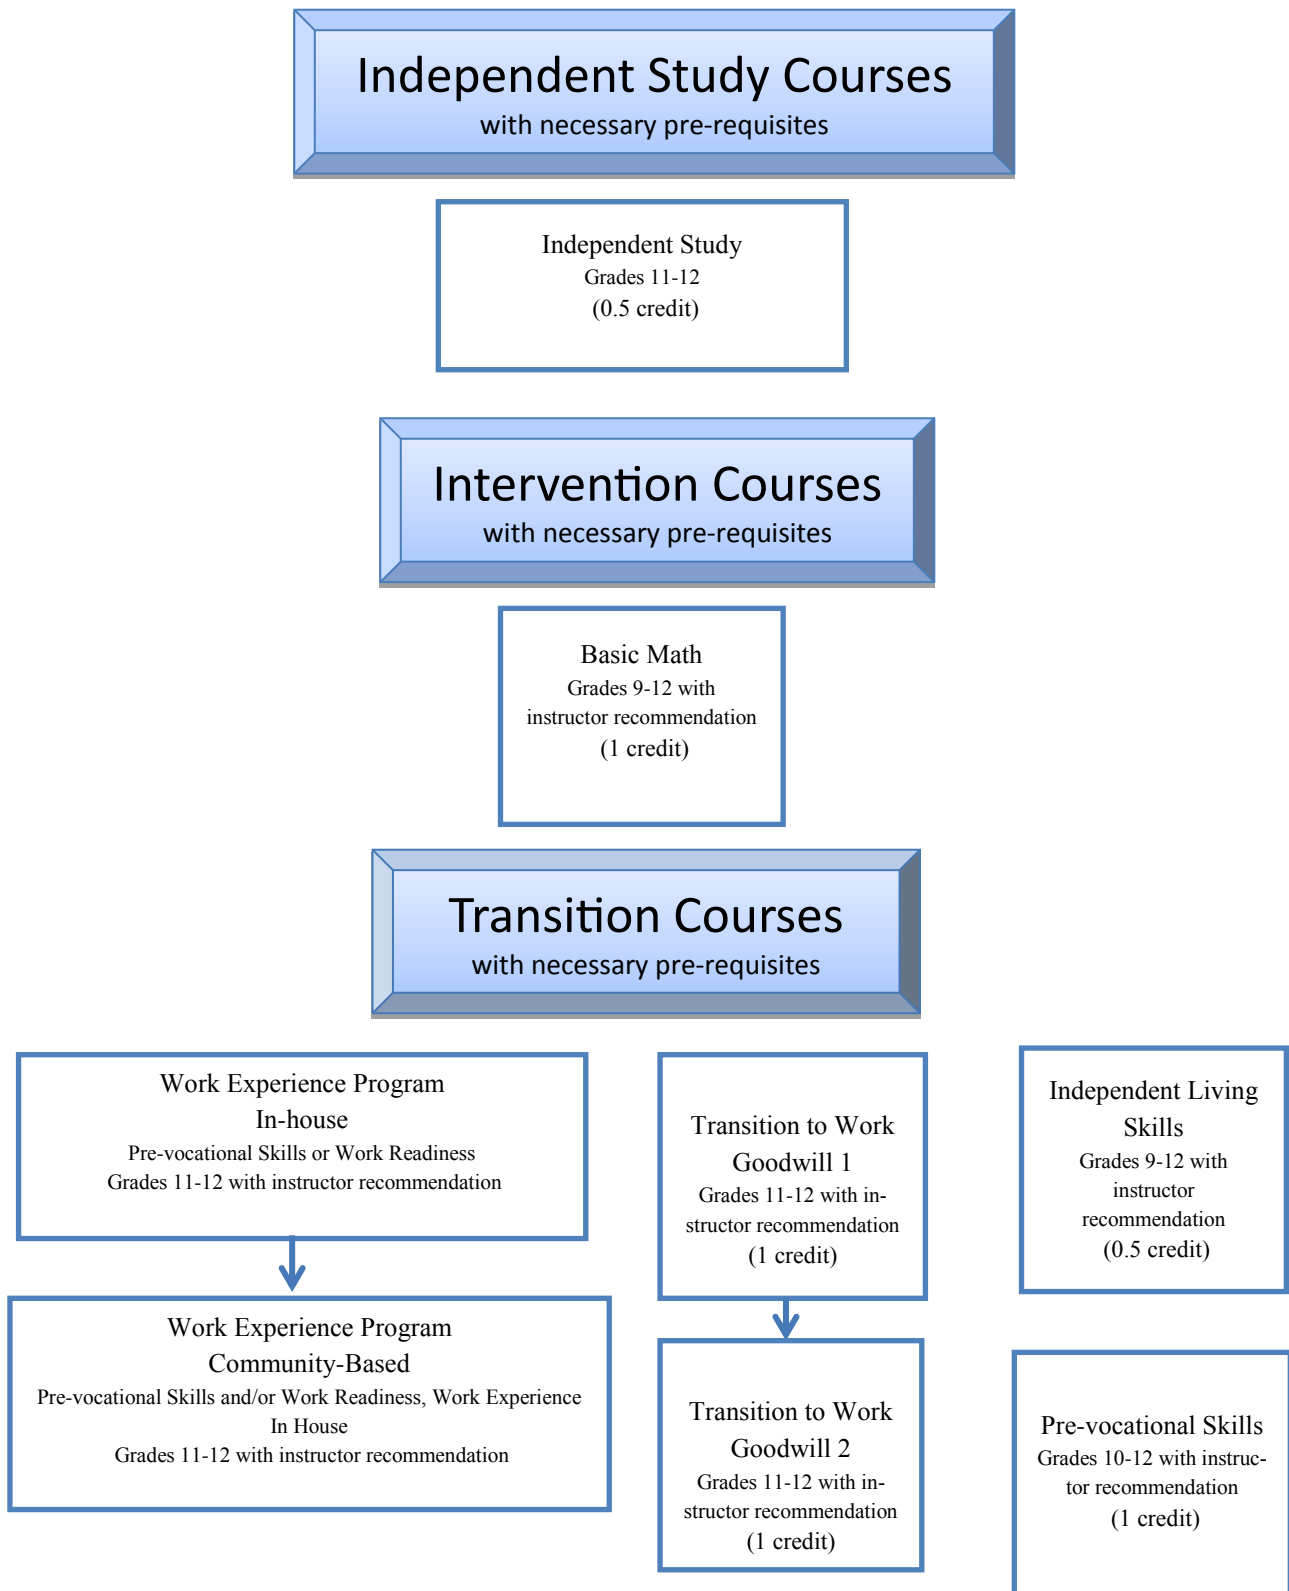 Independent Study Courses
with necessary pre-requisites
Independent Study
Grades 11-12
(0.5 credit)
Intervention Courses
with necessary pre-requisites
Basic Math
Grades 9-12 with
instructor recommendation
(1 credit)
Transition Courses
with necessary pre-requisites
Work Experience Program
In-house
Pre-vocational Skills or Work Readiness
Grades 11-12 with instructor recommendation
Work Experience Program
Community-Based
Pre-vocational Skills and/or Work Readiness, Work Experience
In House
Grades 11-12 with instructor recommendation
Transition to Work
Goodwill 1
Grades 11-12 with in-
structor recommendation
(1 credit)
Transition to Work
Goodwill 2
Grades 11-12 with in-
structor recommendation
(1 credit)
Independent Living
Skills
Grades 9-12 with
instructor
recommendation
(0.5 credit)
Pre-vocational Skills
Grades 10-12 with instruc-
tor recommendation
(1 credit)